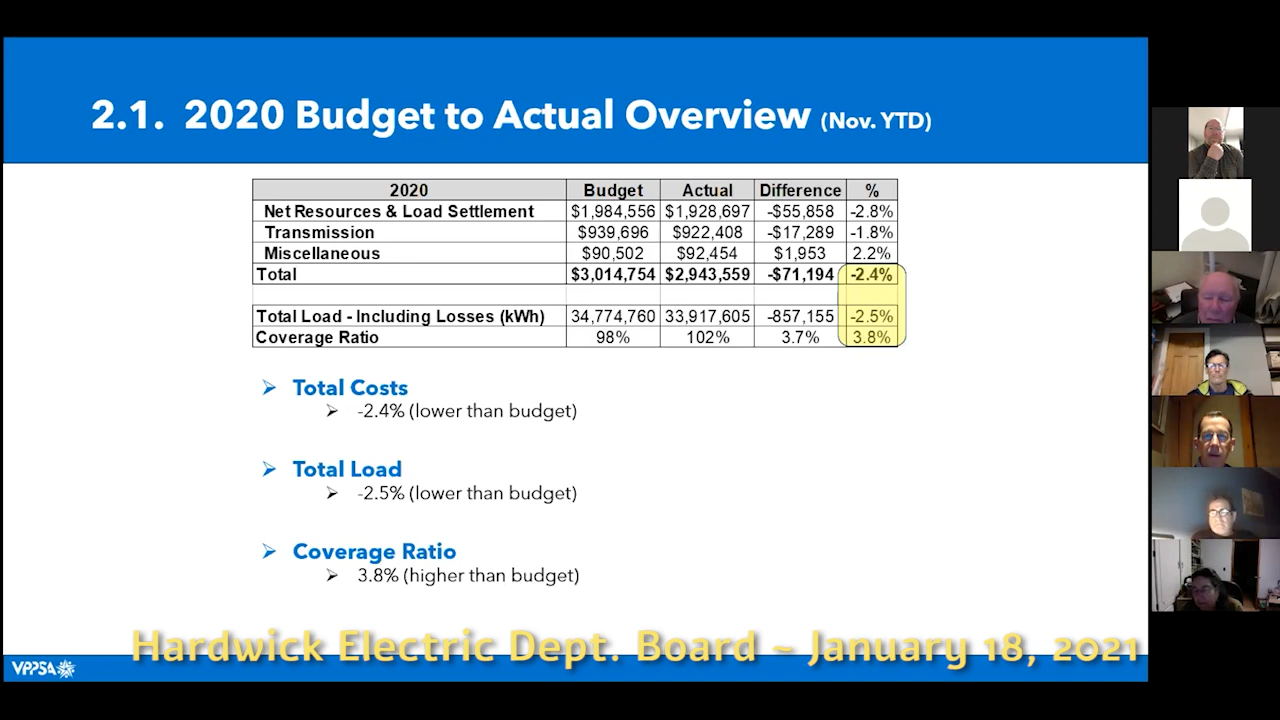 2.1. 2020 Budget to Actual Overview (Nov. YTD)
2020 Budget Actual Difference %
Net Resources & Load Settlement $1,984,556 $1,928,697 -$55,858 -2.8%
Transmission $939,696 $922,408 -$17,289 -1.8%
Miscellaneous $90,502 $92,454 $1,953 2.2%
Total $3,014,754 $2,943,559 -$71,194 -2.4%
Total Load - Including Losses (kWh) 34,774,760 33,917,605 -857,155 -2.5%
Coverage Ratio 98% 102% 3.7% 3.8%
Total Costs
-2.4% (lower than budget)
Total Load
-2.5% (lower than budget)
Coverage Ratio
3.8% (higher than budget)
Hardwick Electric Dept. Board ~ January 18, 2021
VPPSA